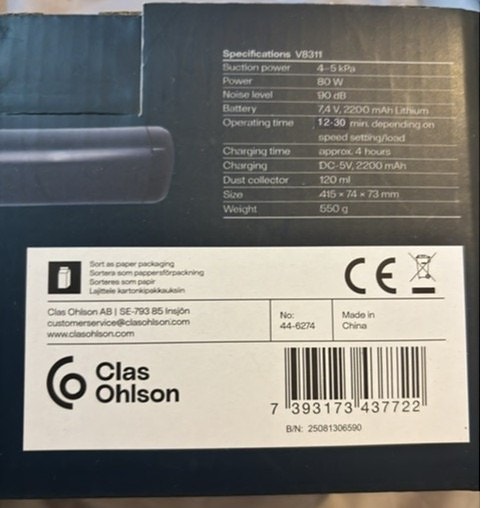 Specifications V8311
Suction power 4-5 kPa
Power 80 W
Noise level 90 dB
Battery 7,4 V, 2200 mAh Lithium
Operating time 12-30 min. depending on
speed setting/load
Charging time approx. 4 hours
Charging DC-5V, 2200 mAh
Dust collector 120 ml
Size 415 × 74 × 73 mm
Weight 550 g
Sort as paper packaging
Sortera som pappersförpackning
Sorteres som papir
Lajittele kartonkipakkauksiin
CE
Clas Ohlson AB | SE-793 85 Insjön
customerservice@clasohlson.com
www.clasohlson.com
No:
44-6274
Made in
China
Clas
Ohlson
7 393173 437722
B/N: 25081306590